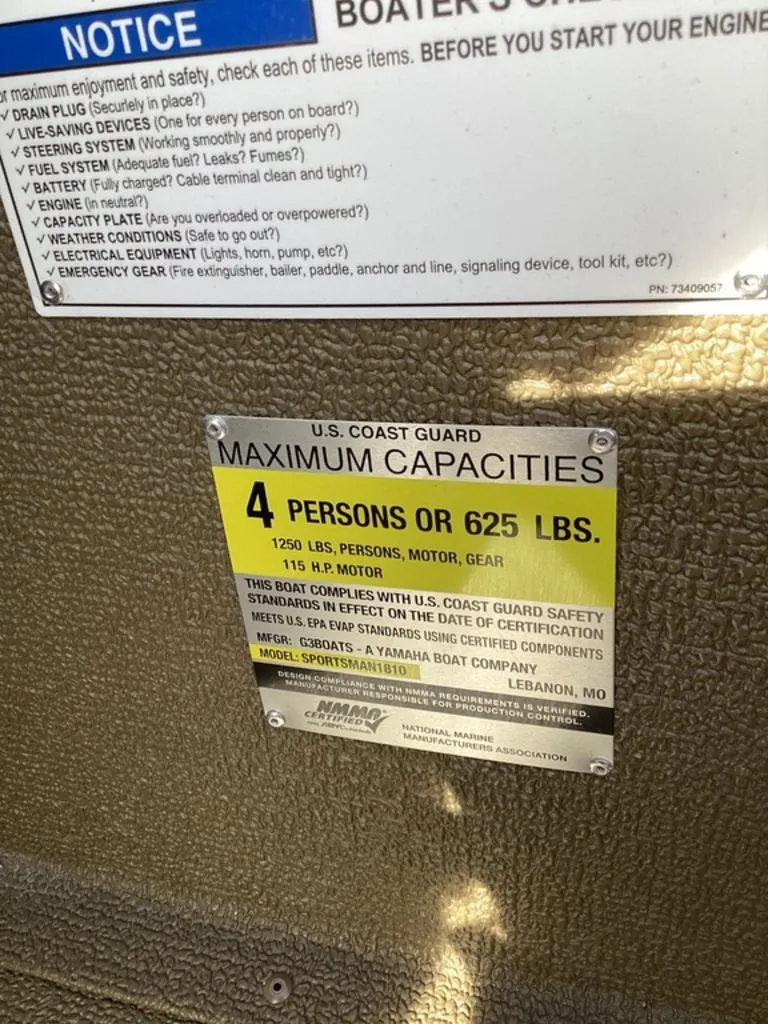 NOTICE
BOATER'S
maximum enjoyment and safety, check each of these items. BEFORE YOU START YOUR ENGINE
✓ DRAIN PLUG (Securlely in place?)
✓ LIVE-SAVING DEVICES (One for every person on board?)
✓ STEERING SYSTEM (Working smoothly and properly?)
✓ FUEL SYSTEM (Adequate fuel? Leaks? Fumes?)
✓ BATTERY (Fully charged? Cable terminal clean and tight?)
✓ ENGINE (in neutral?)
✓ CAPACITY PLATE (Are you overloaded or overpowered?)
✓ WEATHER CONDITIONS (Safe to go out?)
✓ ELECTRICAL EQUIPMENT (Lights, horn, pump, etc?)
✓ EMERGENCY GEAR (Fire extinguisher, bailer, paddle, anchor and line, signaling device, tool kit, etc?)
PN: 73409057
U.S. COAST GUARD
MAXIMUM CAPACITIES
4 PERSONS OR 625 LBS.
1250 LBS, PERSONS, MOTOR, GEAR
115 H.P. MOTOR
THIS BOAT COMPLIES WITH U.S. COAST GUARD SAFETY
STANDARDS IN EFFECT ON THE DATE OF CERTIFICATION
MEETS U.S. EPA EVAP STANDARDS USING CERTIFIED COMPONENTS
MFGR: G3BOATS - A YAMAHA BOAT COMPANY
MODEL: SPORTSMAN1810
LEBANON, MO
DESIGN COMPLIANCE WITH NMMA REQUIREMENTS IS VERIFIED.
MANUFACTURER RESPONSIBLE FOR PRODUCTION CONTROL.
NMMA®
CERTIFIED
NATIONAL MARINE
MANUFACTURERS ASSOCIATION